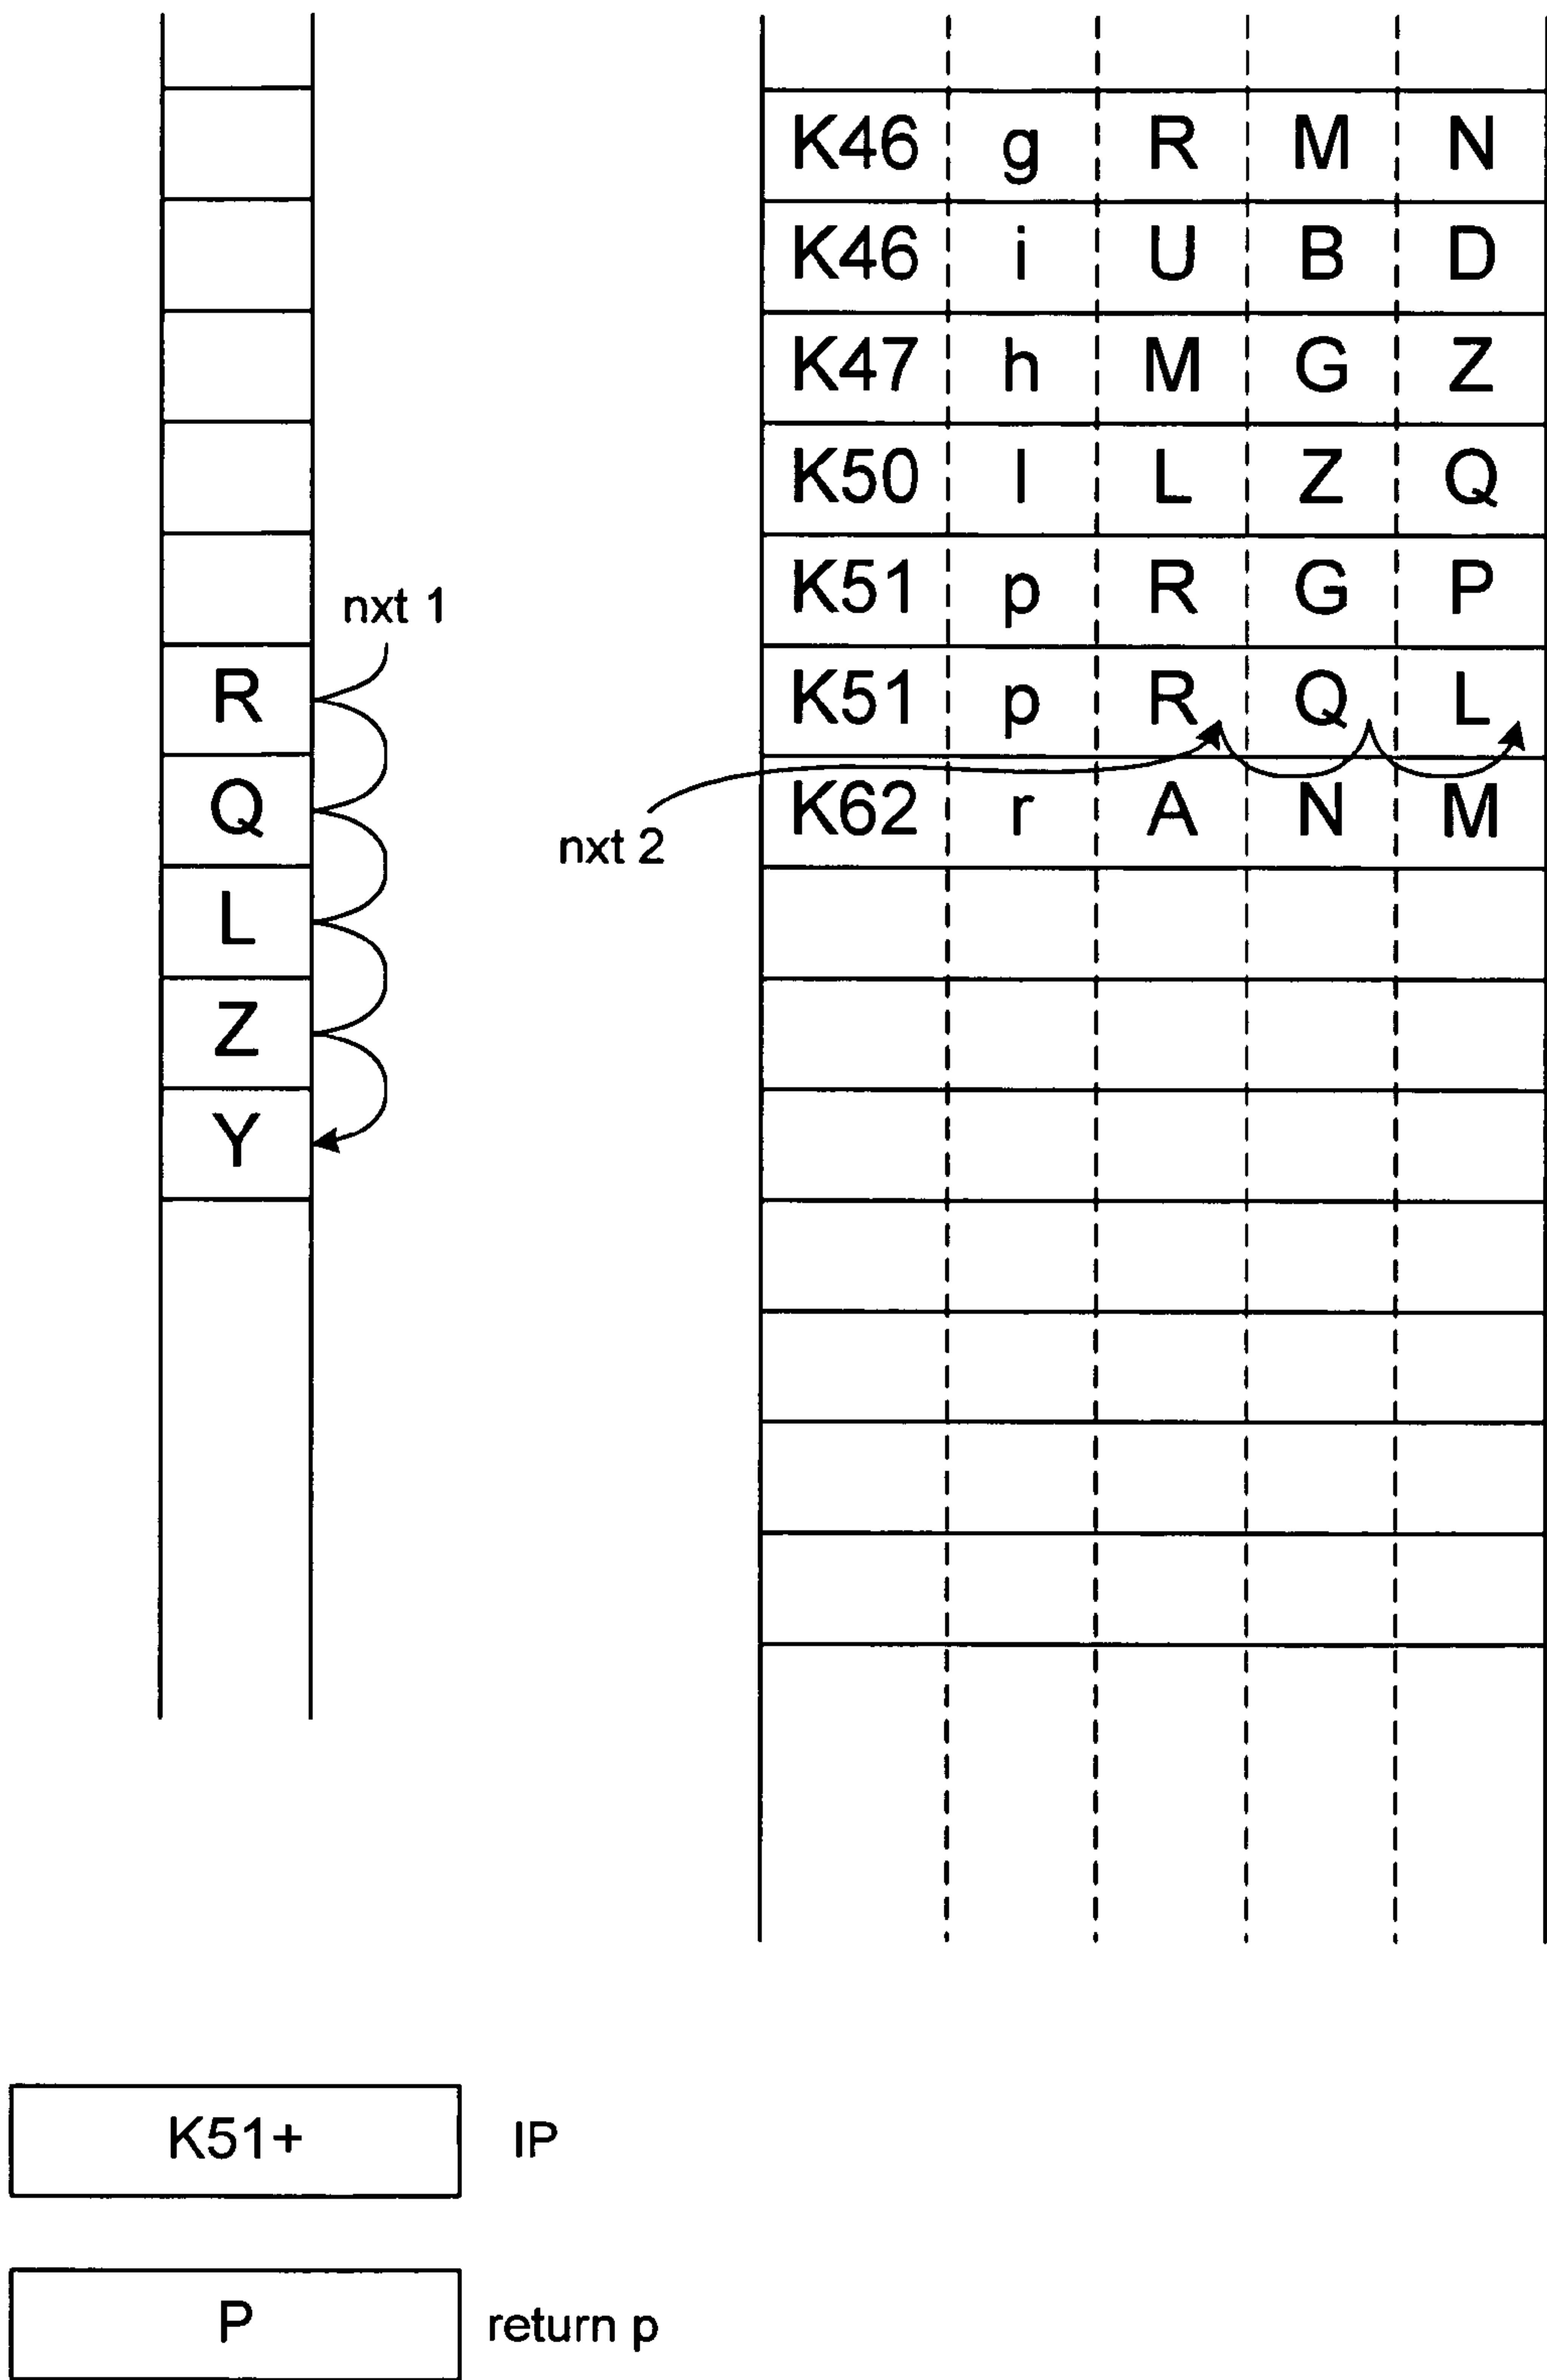 K46 g R M N
K46 i U B D
K47 h M G Z
K50 l L Z Q
K51 p R G P
nxt 1
R
K51 p R Q L
Q
nxt 2
K62 r A N M
L
Z
Y
K51+ IP
P return p